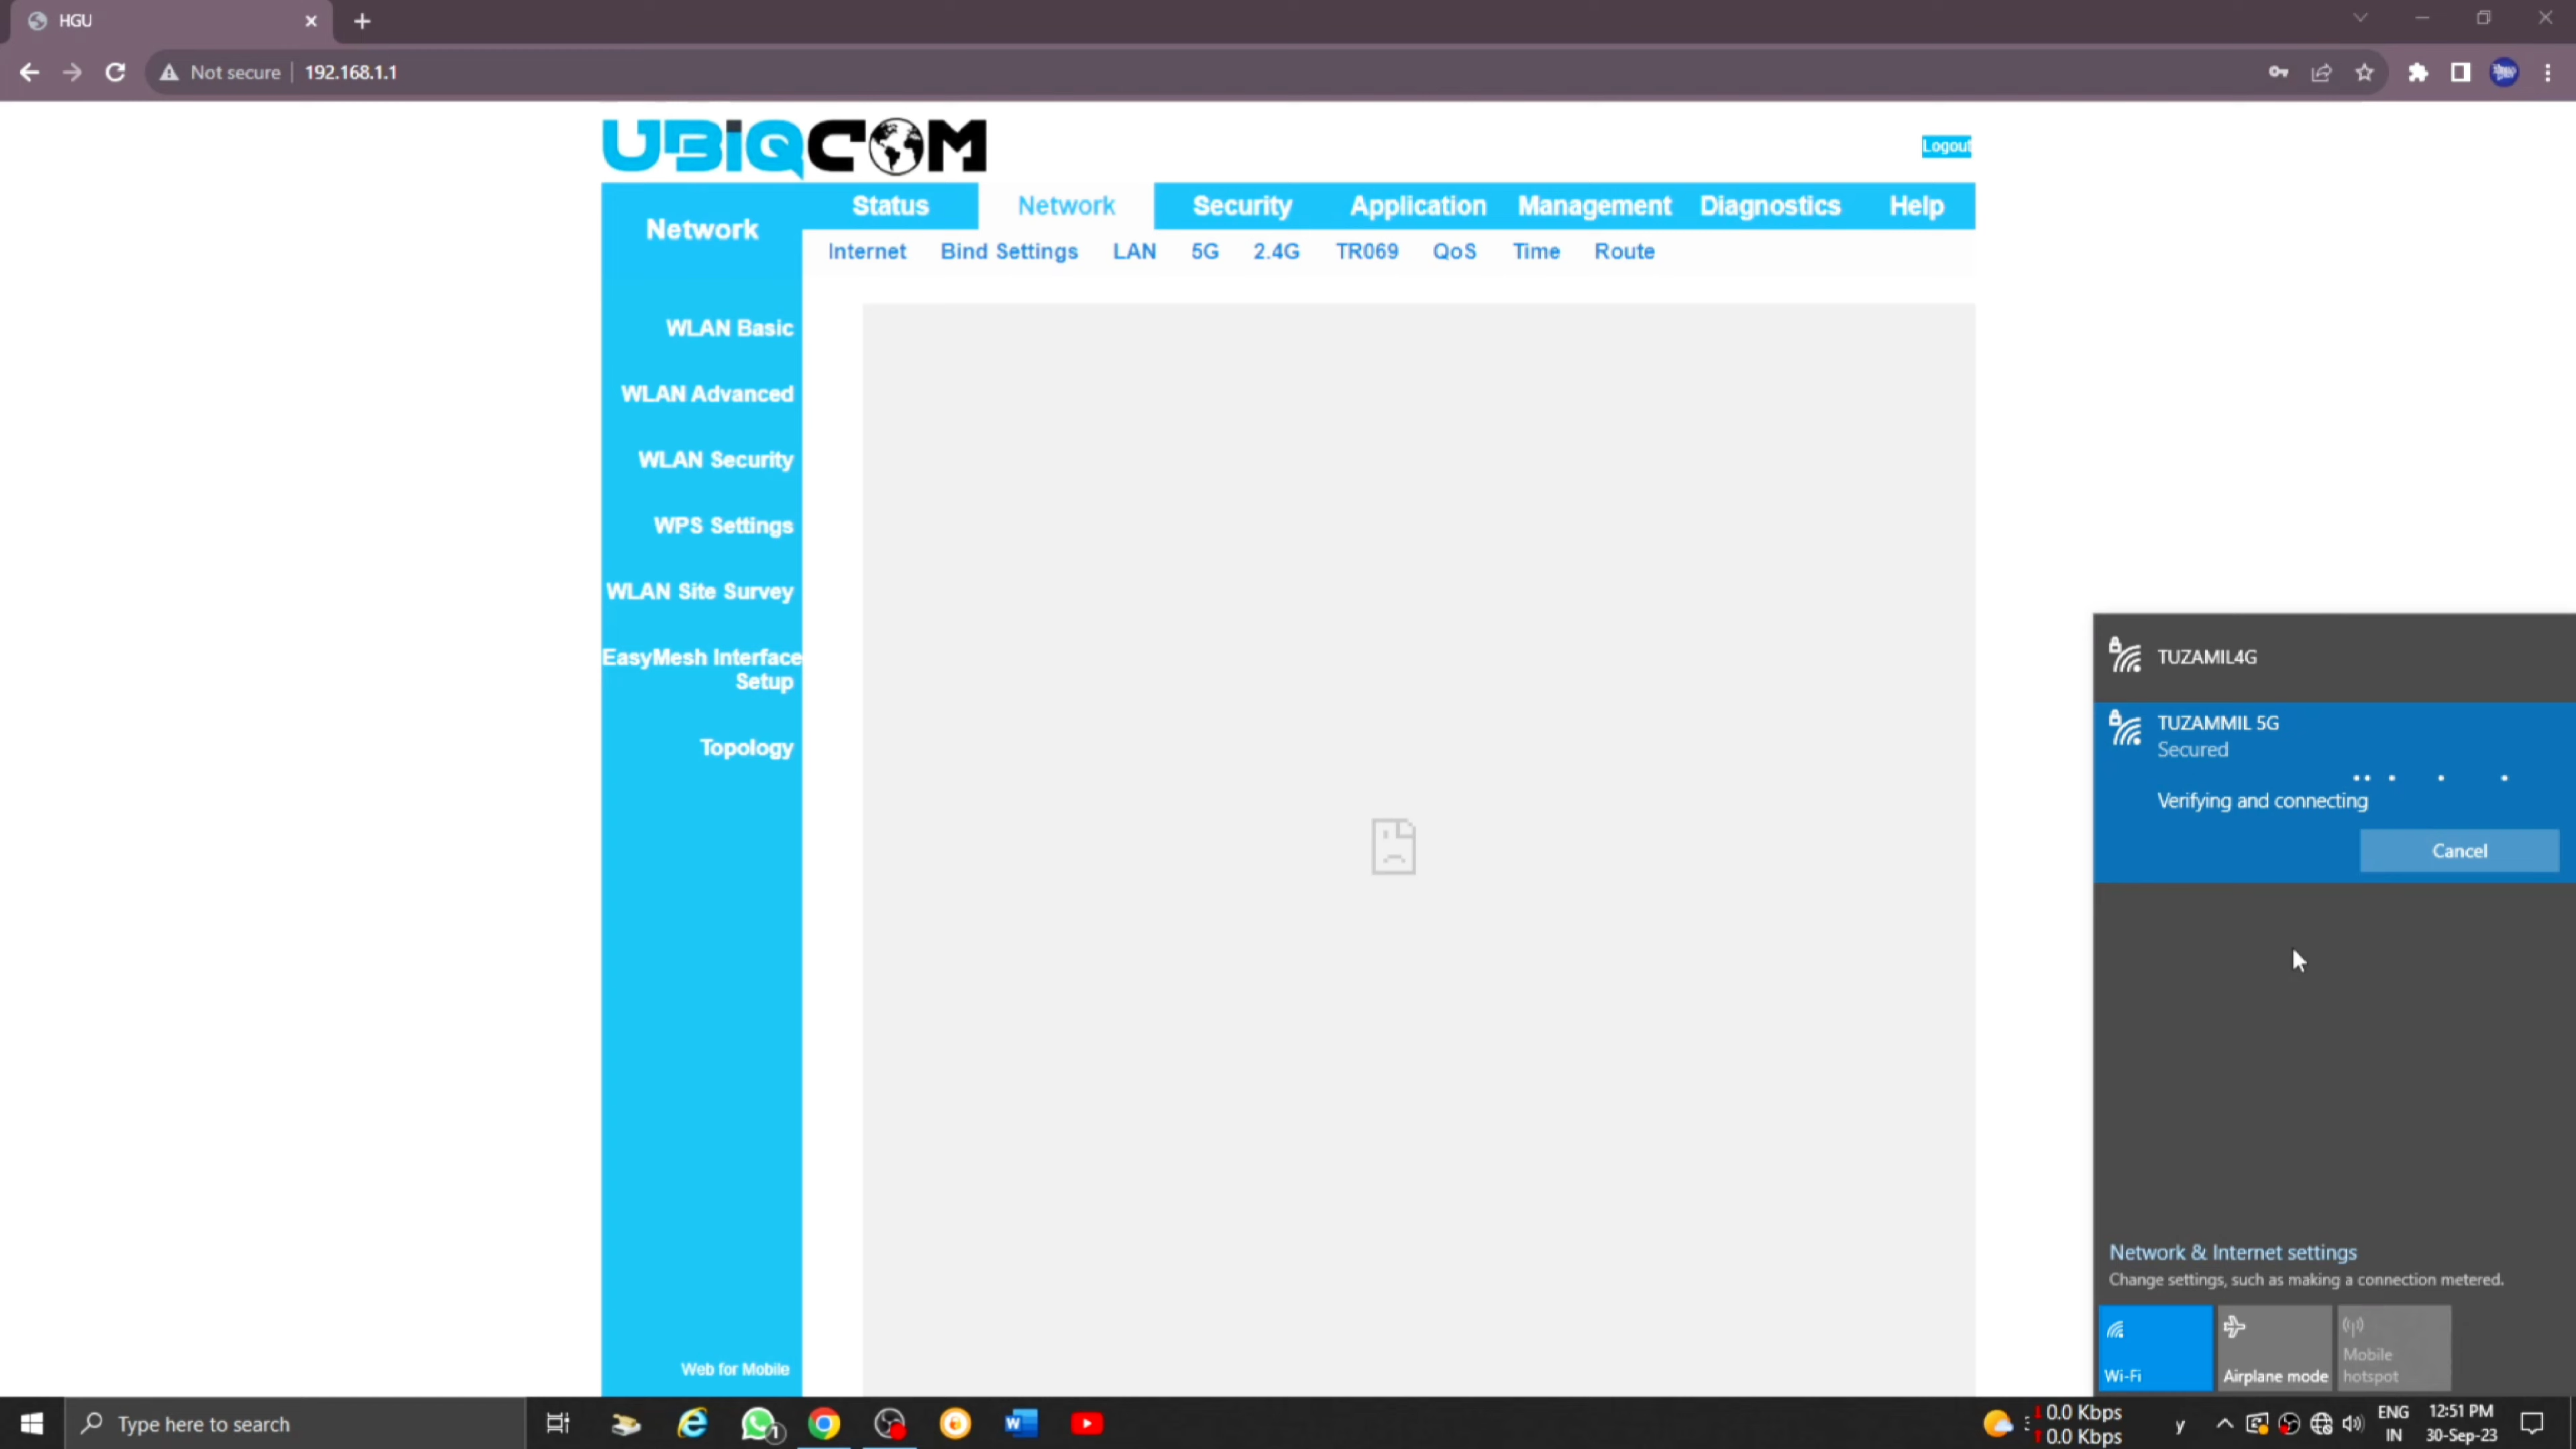 HGU
Not secure
192.168.1.1
UBIQCOM
Logout
Network
Status
Network
Security
Application
Management
Diagnostics
Help
Internet
Bind Settings
LAN
5G
2.4G
TR069
QoS
Time
Route
WLAN Basic
WLAN Advanced
WLAN Security
WPS Settings
WLAN Site Survey
EasyMesh Interface
Setup
Topology
Web for Mobile
TUZAMIL4G
TUZAMMIL 5G
Secured
Verifying and connecting
Cancel
Network & Internet settings
Change settings, such as making a connection metered.
Wi-Fi
Airplane mode
Mobile
hotspot
Type here to search
1
0.0 Kbps
0.0 Kbps
y
ENG
IN
12:51 PM
30-Sep-23